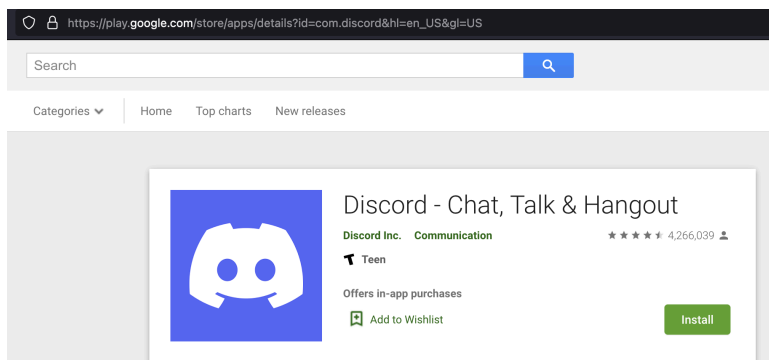 https://play.google.com/store/apps/details?id=com.discord&hl=en_US&gl=US
Search
Categories Home Top charts New releases
Discord - Chat, Talk & Hangout
Discord Inc. Communication 4,266,039
Teen
Offers in-app purchases
Add to Wishlist Install